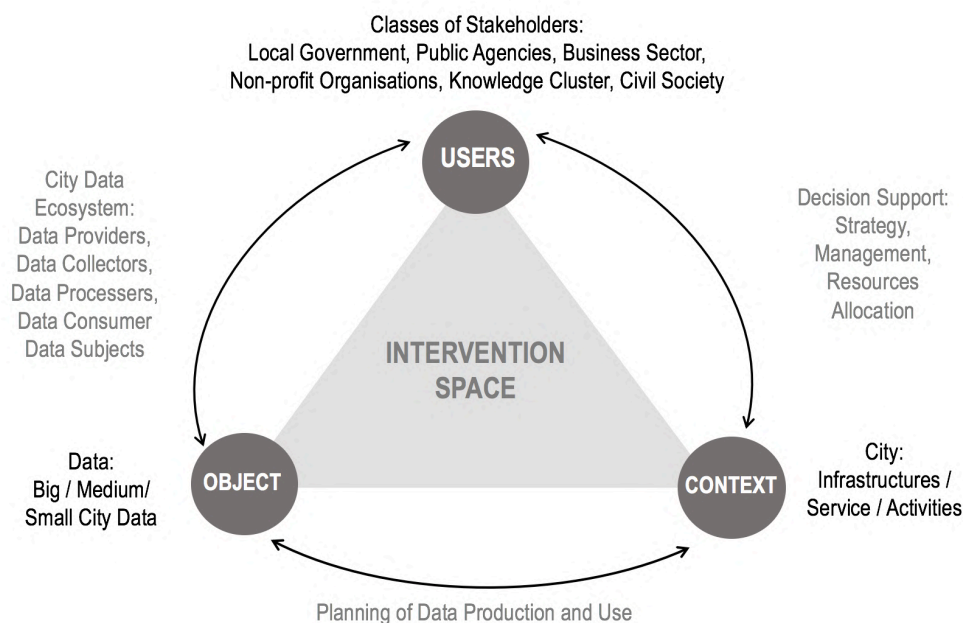 Classes of Stakeholders:
Local Government, Public Agencies, Business Sector,
Non-profit Organisations, Knowledge Cluster, Civil Society
USERS
City Data
Ecosystem:
Data Providers,
Data Collectors,
Data Processers,
Data Consumer
Data Subjects
Decision Support:
Strategy,
Management,
Resources
Allocation
INTERVENTION
SPACE
Data:
Big / Medium/
Small City Data
OBJECT
CONTEXT
City:
Infrastructures /
Service / Activities
Planning of Data Production and Use